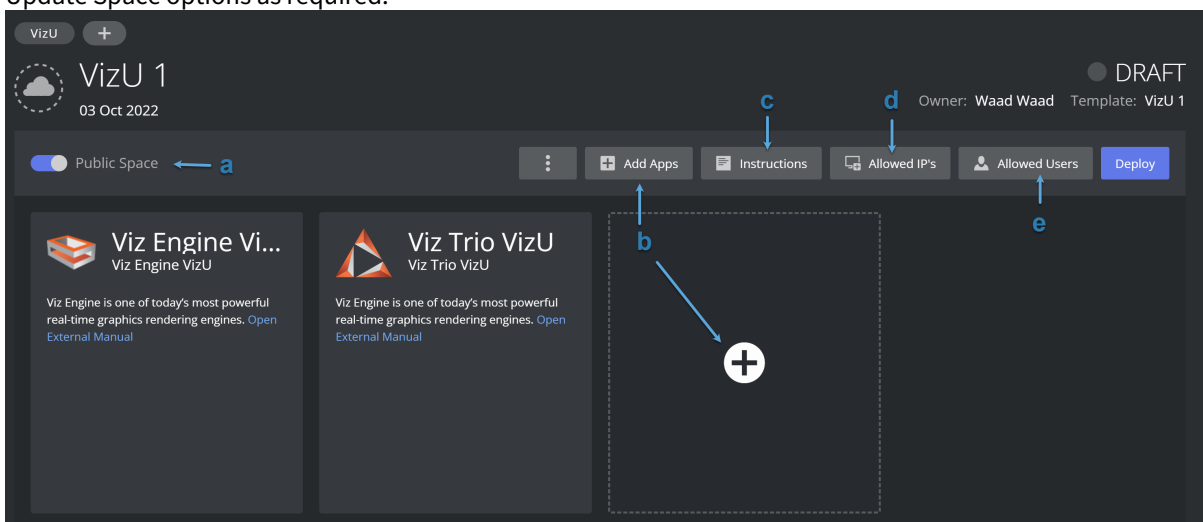 Update Space options as required.
VizU +
VizU 1
DRAFT
03 Oct 2022
Owner: Waad Waad Template: VizU 1
c
d
Public Space a
Add Apps Instructions Allowed IP's Allowed Users Deploy
b
e
Viz Engine Vi...
Viz Engine VizU
Viz Engine is one of today's most powerful
real-time graphics rendering engines. Open
External Manual
Viz Trio VizU
Viz Trio VizU
Viz Engine is one of today's most powerful
real-time graphics rendering engines. Open
External Manual